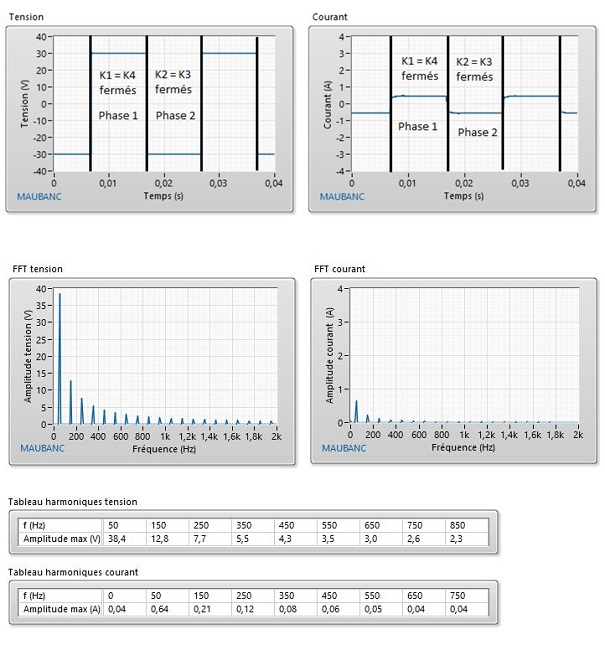 Tension
Tension (V)
40
30
20
10
0
-10
-20
-30
-40
K1 = K4
fermés
Phase 1
K2 = K3
fermés
Phase 2
0
0,01
0,02
0,03
0,04
Temps (s)
MAUBANC
Courant
Courant (A)
4
3
2
1
0
-1
-2
-3
-4
K1 = K4
fermés
Phase 1
K2 = K3
fermés
Phase 2
0
0,01
0,02
0,03
0,04
Temps (s)
MAUBANC
FFT tension
Amplitude tension (V)
40
35
30
25
20
15
10
5
0
0 200 400 600 800 1k 1,2k 1,4k 1,6k 1,8k 2k
Fréquence (Hz)
MAUBANC
FFT courant
Amplitude courant (A)
4
3
2
1
0
0 200 400 600 800 1k 1,2k 1,4k 1,6k 1,8k 2k
Fréquence (Hz)
MAUBANC
Tableau harmoniques tension
f (Hz) 50 150 250 350 450 550 650 750 850
Amplitude max (V) 38,4 12,8 7,7 5,5 4,3 3,5 3,0 2,6 2,3
Tableau harmoniques courant
f (Hz) 0 50 150 250 350 450 550 650 750
Amplitude max (A) 0,04 0,64 0,21 0,12 0,08 0,06 0,05 0,04 0,04